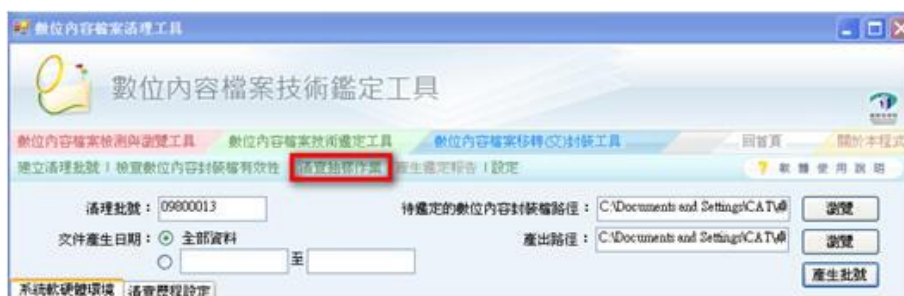 數位內容檔案清理工具
數位內容檔案技術鑑定工具
數位內容檔案檢測與瀏覽工具 數位內容檔案技術鑑定工具 數位內容檔案移轉(交)封裝工具 回首頁 關於本程式
建立清理批號 | 檢查數位內容封裝檔有效性 清查抽移作業 產生鑑定報告 | 設定 ? 軟體使用說明
清理批號： 09800013 待鑑定的數位內容封裝檔路徑： C:\Documents and Settings\CAT\桌 瀏覽
文件產生日期： 全部資料 產出路徑： C:\Documents and Settings\CAT\桌 瀏覽
至
產生批號
系統軟硬體環境 清查歷程設定